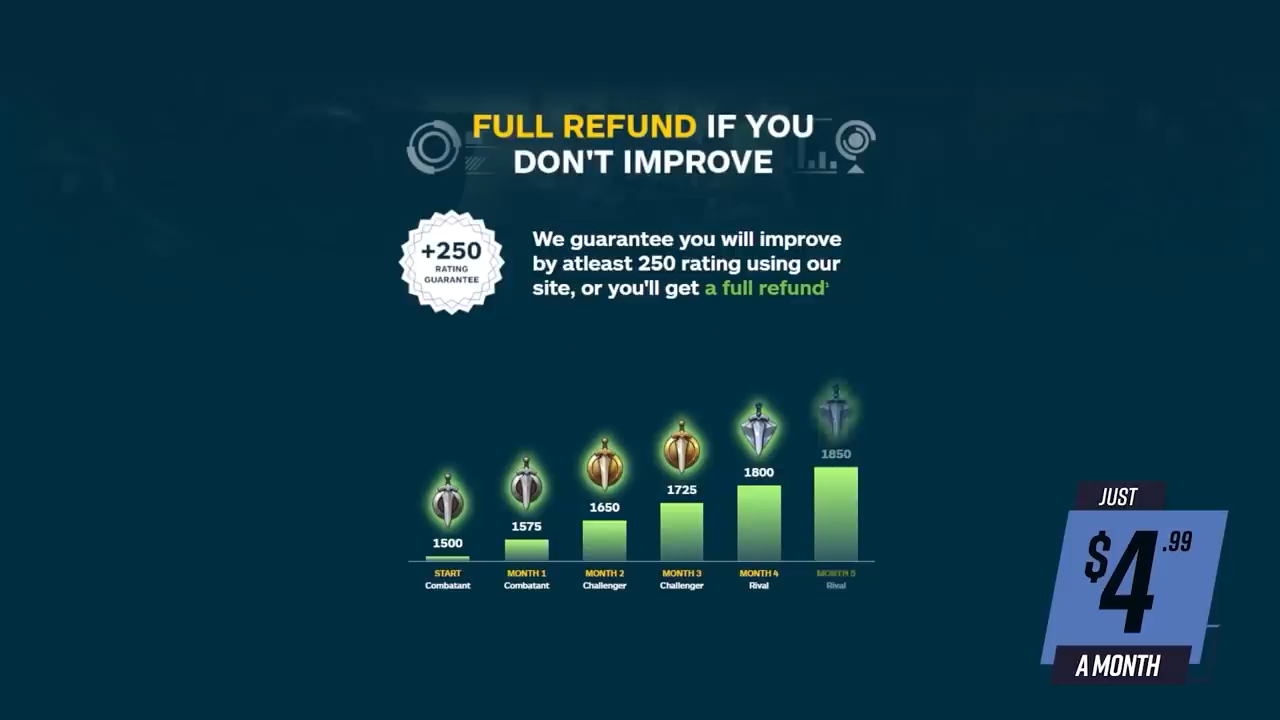 FULL REFUND IF YOU
DON'T IMPROVE
+250
RATING
GUARANTEE
We guarantee you will improve
by atleast 250 rating using our
site, or you'll get a full refund¹
1500
1575
1650
1725
1800
1850
START
Combatant
MONTH 1
Combatant
MONTH 2
Challenger
MONTH 3
Challenger
MONTH 4
Rival
MONTH 5
Rival
JUST
$4.99
A MONTH